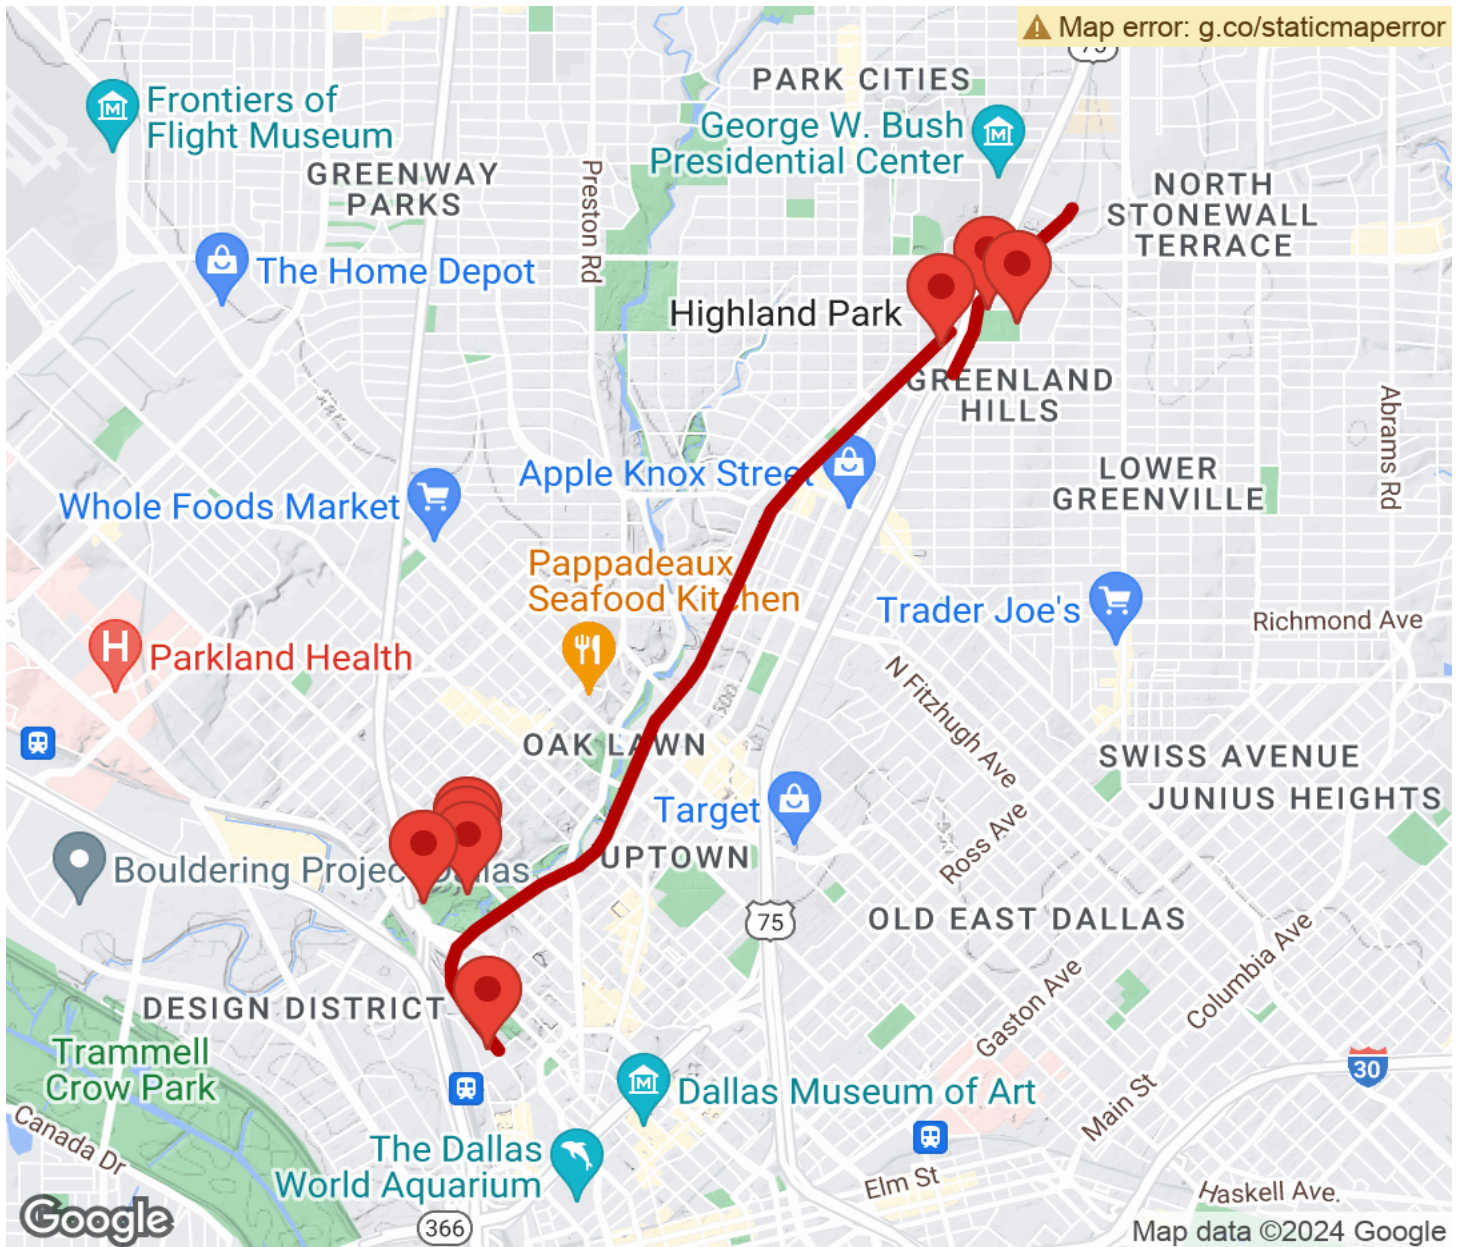 Map error: g.co/staticmaperror
75
PARK CITIES
Frontiers of
Flight Museum
George W. Bush
Presidential Center
GREENWAY
PARKS
Preston Rd
NORTH
STONEWALL
TERRACE
The Home Depot
Highland Park
GREENLAND
HILLS
Abrams Rd
Apple Knox Street
LOWER
GREENVILLE
Whole Foods Market
Pappadeaux
Seafood Kitchen
Trader Joe's
Richmond Ave
H
Parkland Health
N Fitzhugh Ave
OAK LAWN
SWISS AVENUE
JUNIUS HEIGHTS
Target
Ross Ave
Bouldering Project Dallas
UPTOWN
75
OLD EAST DALLAS
Columbia Ave
Gaston Ave
DESIGN DISTRICT
Trammell
Crow Park
30
Dallas Museum of Art
Main St
Canada Dr
The Dallas
World Aquarium
Elm St
Haskell Ave.
Google
366
Map data ©2024 Google